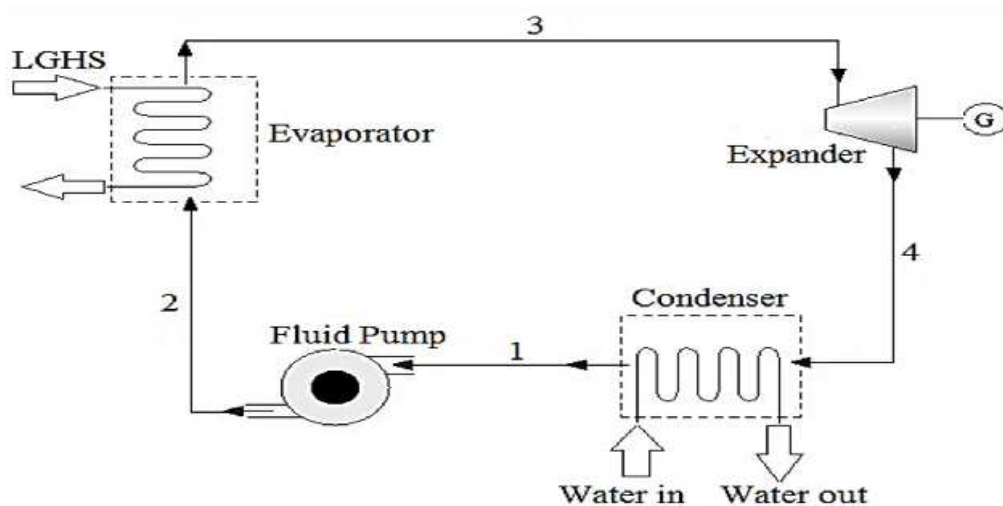 3
LGHS
Evaporator
G
Expander
4
2
Condenser
Fluid Pump
1
Water in
Water out